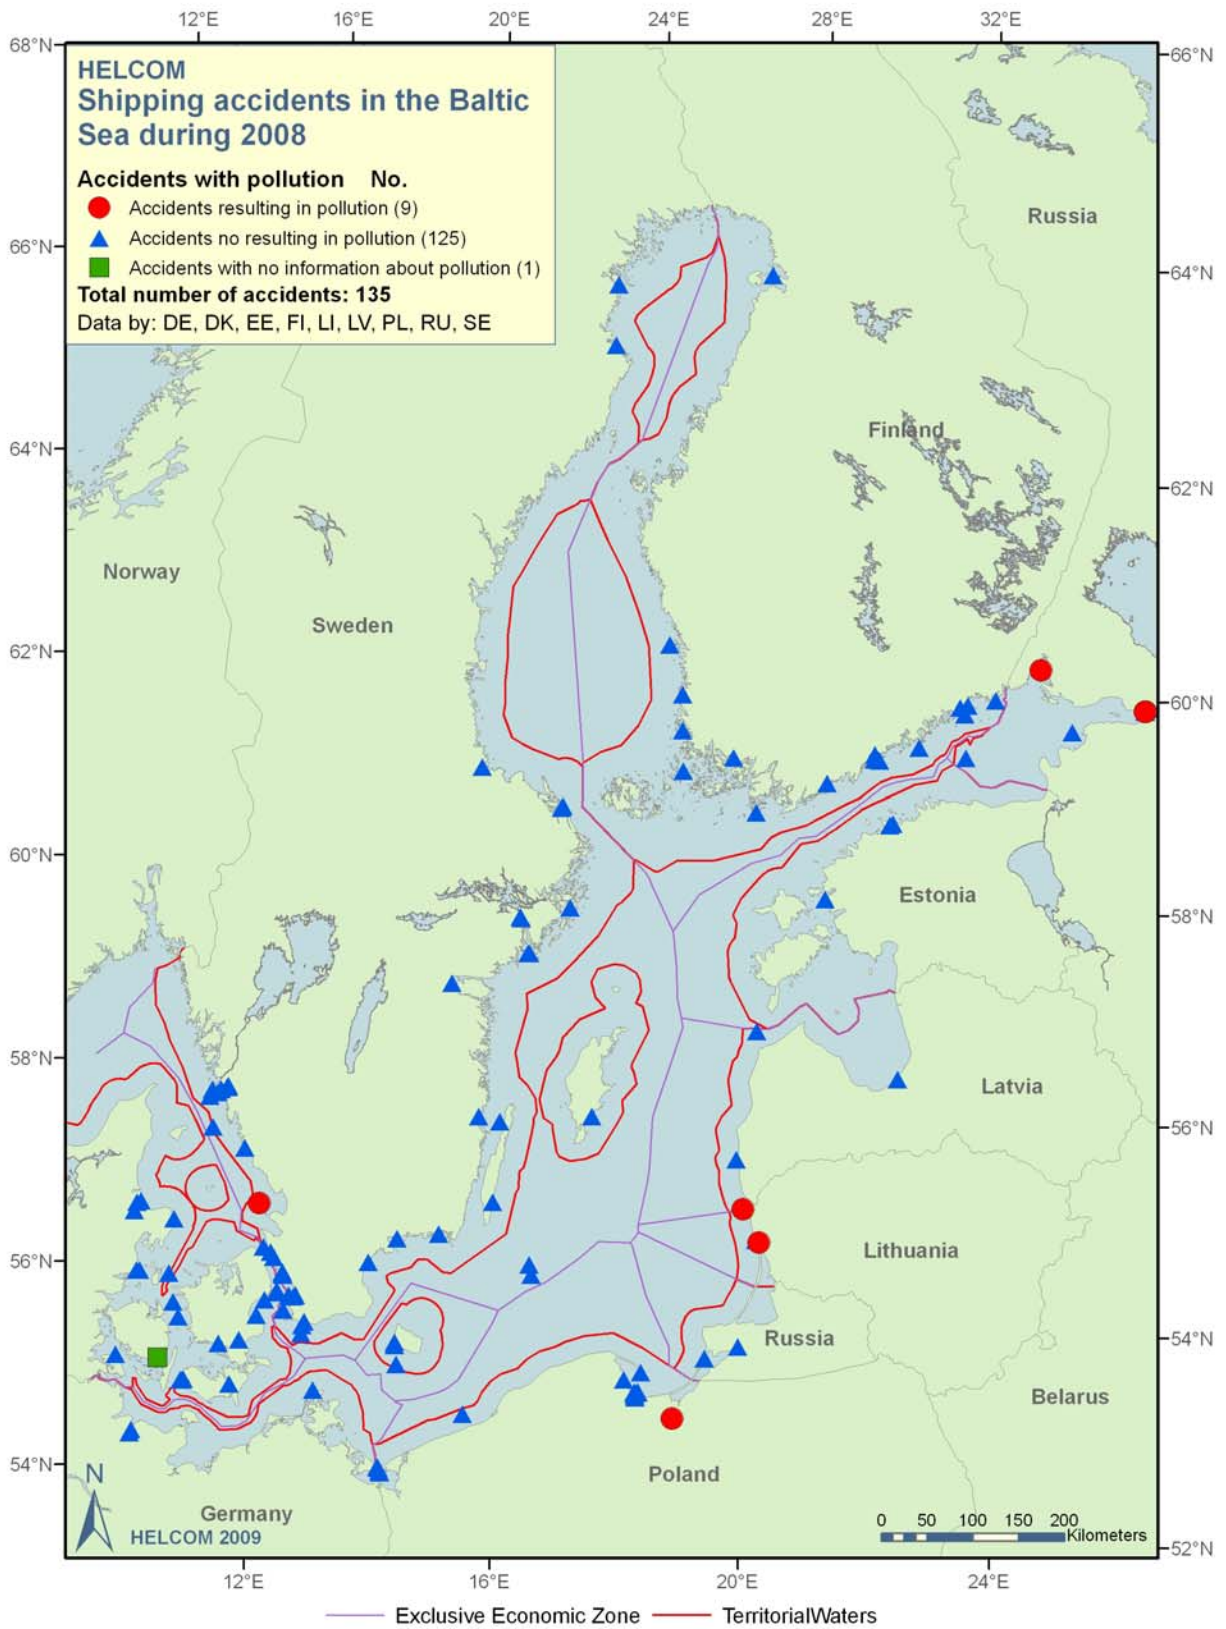 12°E 16°E 20°E 24°E 28°E 32°E
68°N
66°N
HELCOM
Shipping accidents in the Baltic
Sea during 2008
Accidents with pollution No.
Accidents resulting in pollution (9)
Accidents no resulting in pollution (125)
Accidents with no information about pollution (1)
Total number of accidents: 135
Data by: DE, DK, EE, FI, LI, LV, PL, RU, SE
Russia
66°N
64°N
Finland
64°N
62°N
Norway
Sweden
62°N
60°N
60°N
Estonia
58°N
58°N
Latvia
56°N
Lithuania
56°N
Russia
54°N
Belarus
54°N
N
Poland
Germany
HELCOM 2009
0 50 100 150 200
Kilometers
52°N
12°E 16°E 20°E 24°E
Exclusive Economic Zone TerritorialWaters